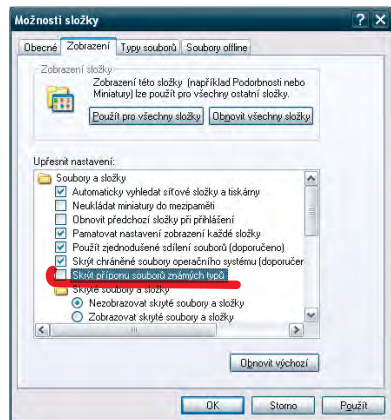 Možnosti složky
Obecné Zobrazení Typy souborů Soubory offline
Zobrazení složky
Zobrazení této složky (například Podrobnosti nebo
Miniatury) lze použít pro všechny ostatní složky.
Použít pro všechny složky Obnovit všechny složky
Upřesnit nastavení:
Soubory a složky
Automaticky vyhledat síťové složky a tiskárny
Neukládat miniatury do mezipaměti
Obnovit předchozí složky při přihlášení
Pamatovat nastavení zobrazení každé složky
Použít zjednodušené sdílení souborů (doporučeno)
Skrýt chráněné soubory operačního systému (doporučer
Skrýt příponu souborů známých typů
Skryté soubory a složky
Nezobrazovat skryté soubory a složky
Zobrazovat skryté soubory a složky
Obnovit výchozí
OK Storno Použít